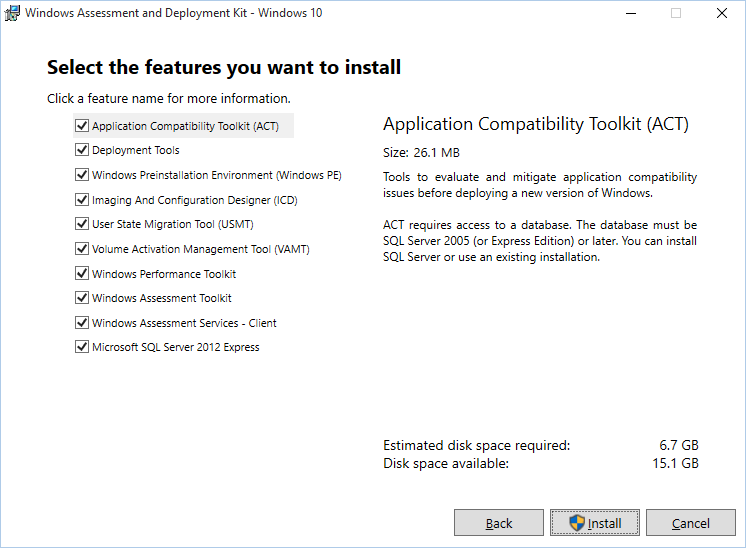 Windows Assessment and Deployment Kit - Windows 10
Select the features you want to install
Click a feature name for more information.
Application Compatibility Toolkit (ACT)
Deployment Tools
Windows Preinstallation Environment (Windows PE)
Imaging And Configuration Designer (ICD)
User State Migration Tool (USMT)
Volume Activation Management Tool (VAMT)
Windows Performance Toolkit
Windows Assessment Toolkit
Windows Assessment Services - Client
Microsoft SQL Server 2012 Express
Application Compatibility Toolkit (ACT)
Size: 26.1 MB
Tools to evaluate and mitigate application compatibility
issues before deploying a new version of Windows.
ACT requires access to a database. The database must be
SQL Server 2005 (or Express Edition) or later. You can install
SQL Server or use an existing installation.
Estimated disk space required: 6.7 GB
Disk space available: 15.1 GB
Back
Install
Cancel